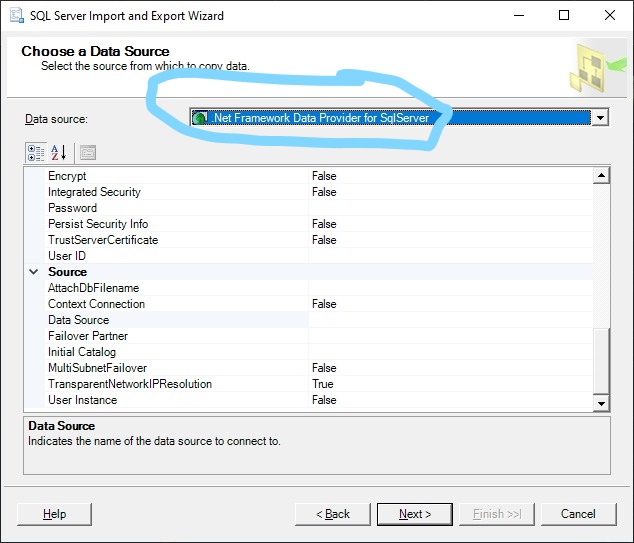 SQL Server Import and Export Wizard
Choose a Data Source
Select the source from which to copy data.
Data source: .Net Framework Data Provider for SqlServer
Encrypt False
Integrated Security False
Password
Persist Security Info False
TrustServerCertificate False
User ID
Source
AttachDbFilename
Context Connection False
Data Source
Failover Partner
Initial Catalog
MultiSubnetFailover False
TransparentNetworkIPResolution True
User Instance False
Data Source
Indicates the name of the data source to connect to.
Help < Back Next > Finish >>| Cancel